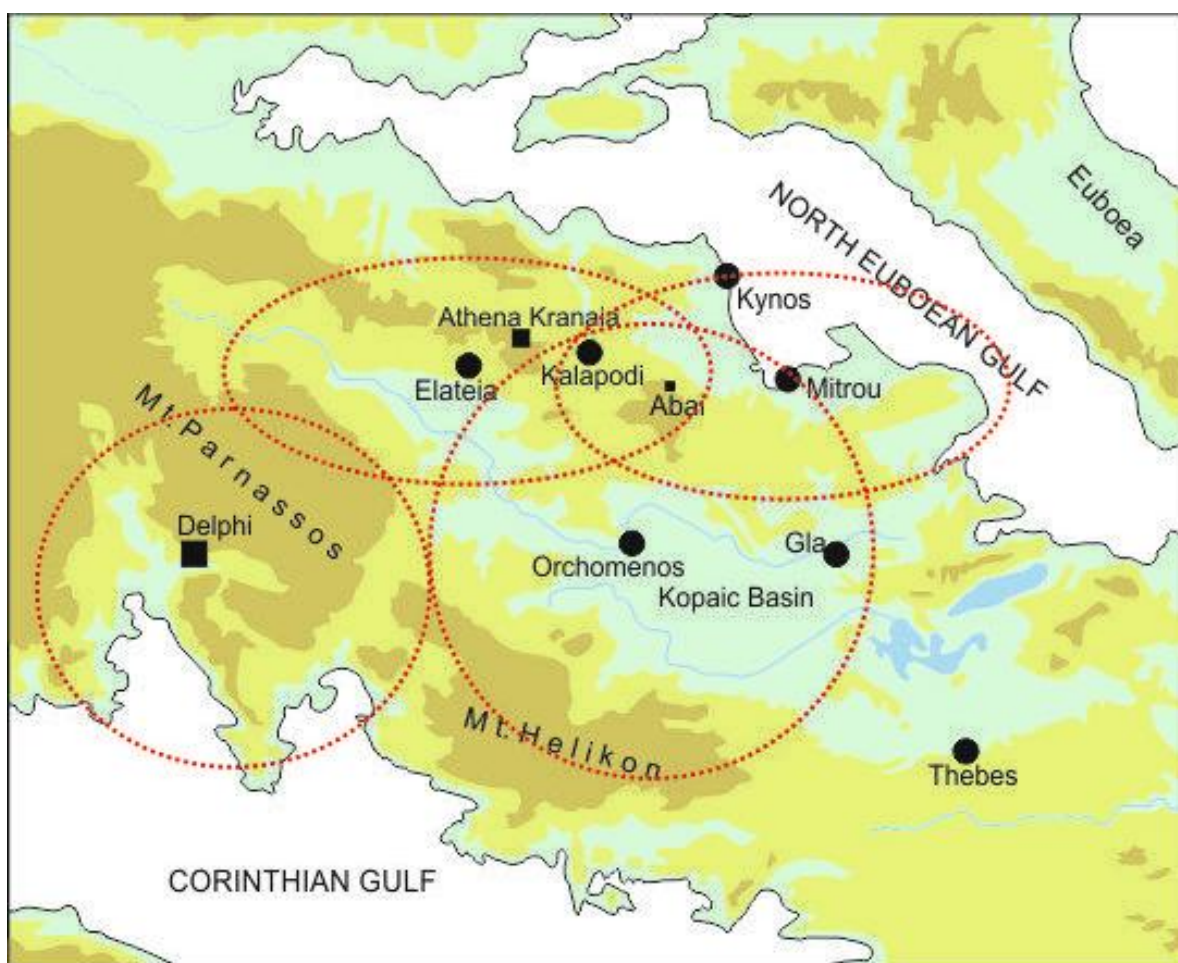 Euboea
NORTH EUBOEAN GULF
Kynos
Athena Kranaia
Elateia
Kalapodi
Abai
Mitrou
Mt. Parnassos
Delphi
Orchomenos
Gla
Kopaic Basin
Mt. Helikon
Thebes
CORINTHIAN GULF